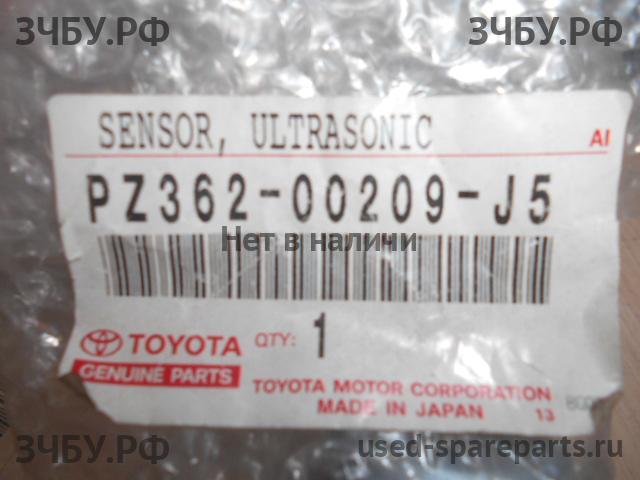 ЗЧБУ.РФ ЗЧБУ.РФ
SENSOR, ULTRASONIC
AI
PZ362-00209-J5
Нет в наличии
TOYOTA QTY: 1
GENUINE PARTS
TOYOTA MOTOR CORPORATION
MADE IN JAPAN 13
ЗЧБУ.РФ used-spareparts.ru